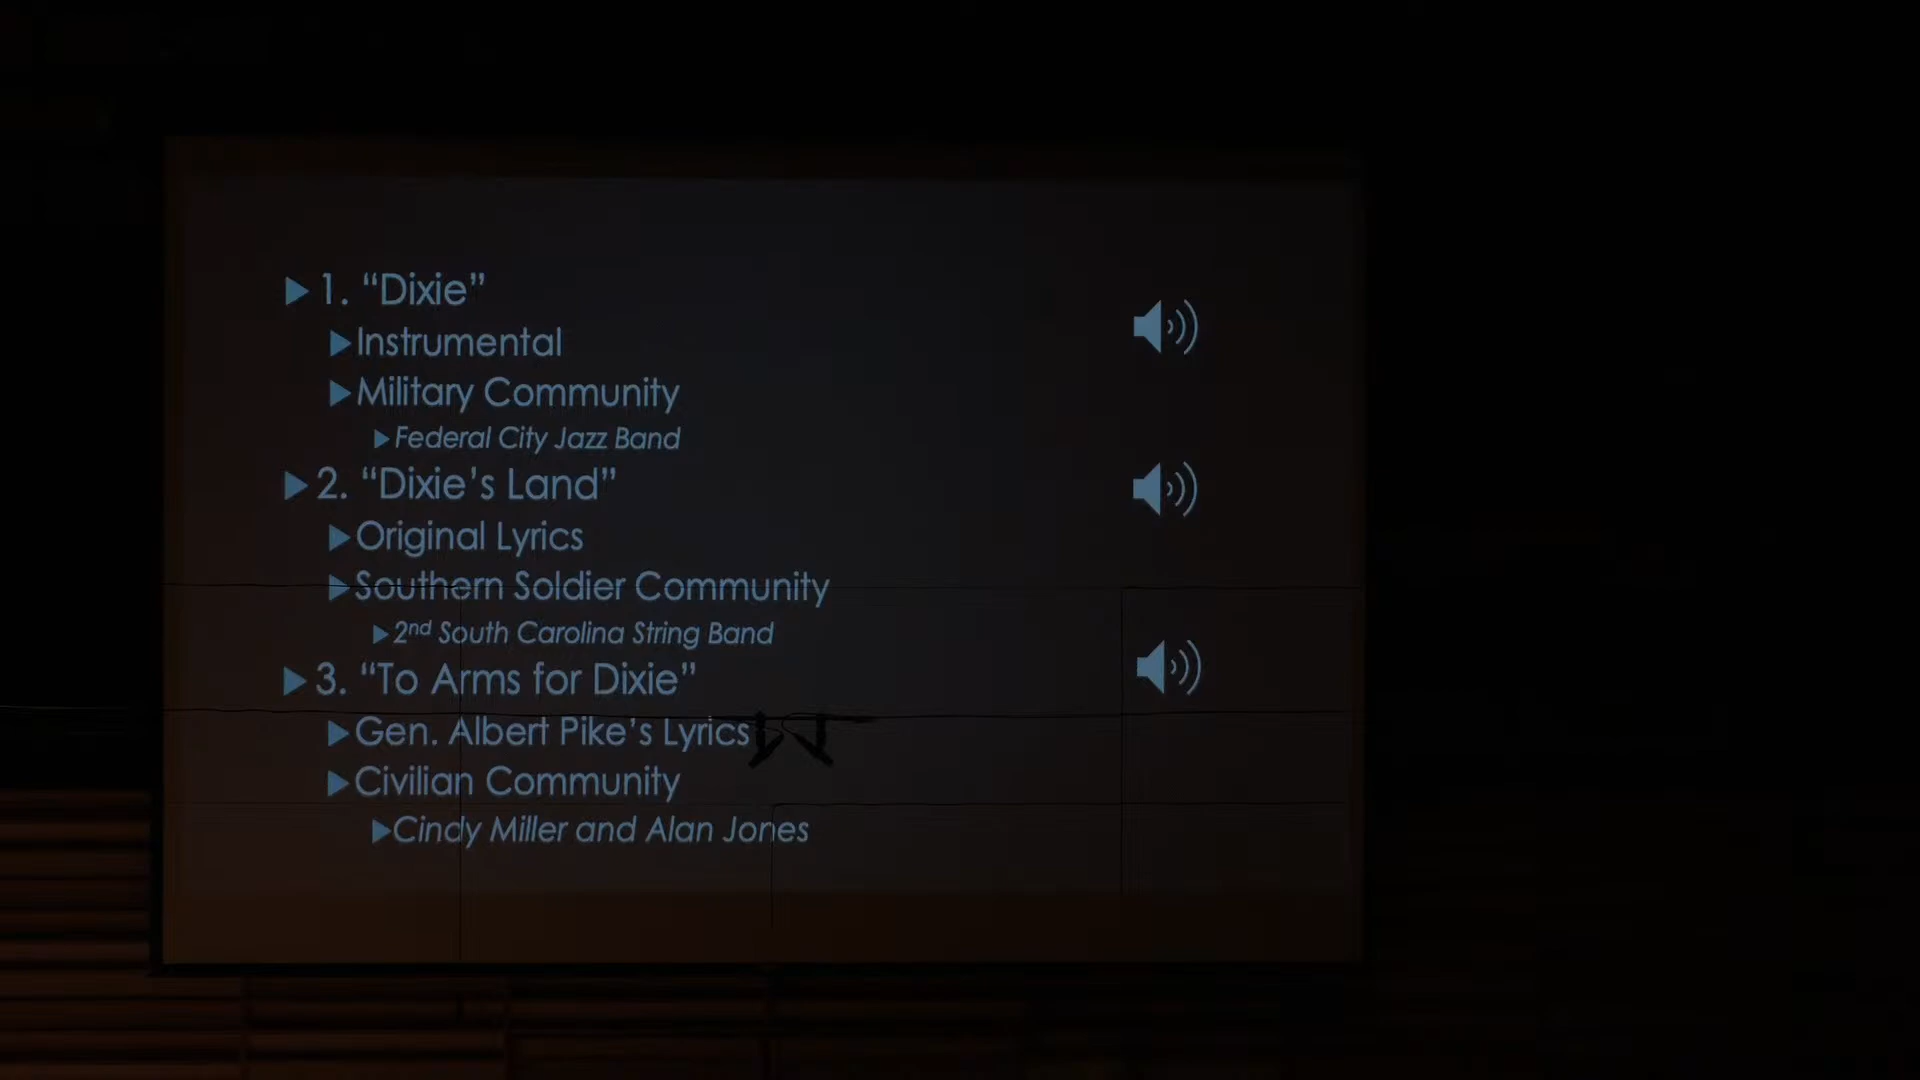 1. “Dixie”
Instrumental
Military Community
Federal City Jazz Band
2. “Dixie’s Land”
Original Lyrics
Southern Soldier Community
2nd South Carolina String Band
3. “To Arms for Dixie”
Gen. Albert Pike’s Lyrics
Civilian Community
Cindy Miller and Alan Jones